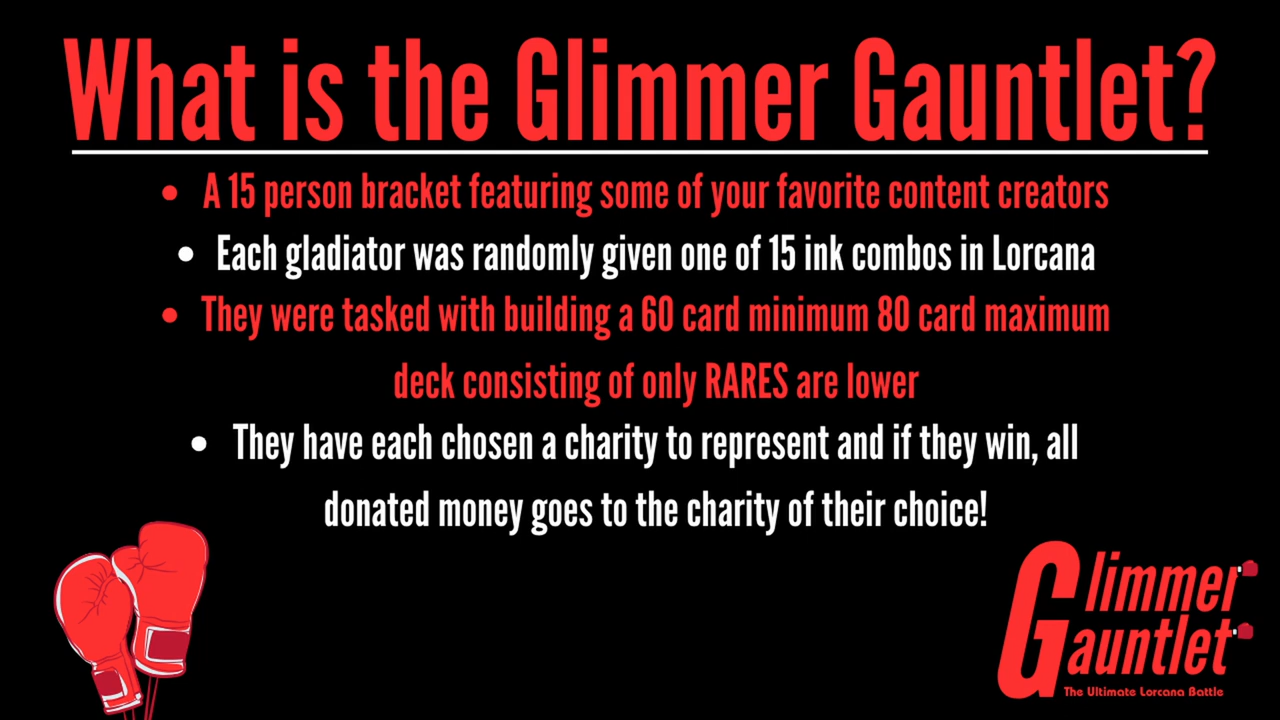 What is the Glimmer Gauntlet?
• A 15 person bracket featuring some of your favorite content creators
• Each gladiator was randomly given one of 15 ink combos in Lorcana
• They were tasked with building a 60 card minimum 80 card maximum
deck consisting of only RARES are lower
• They have each chosen a charity to represent and if they win, all
donated money goes to the charity of their choice!
Glimmer
Gauntlet
The Ultimate Lorcana Battle